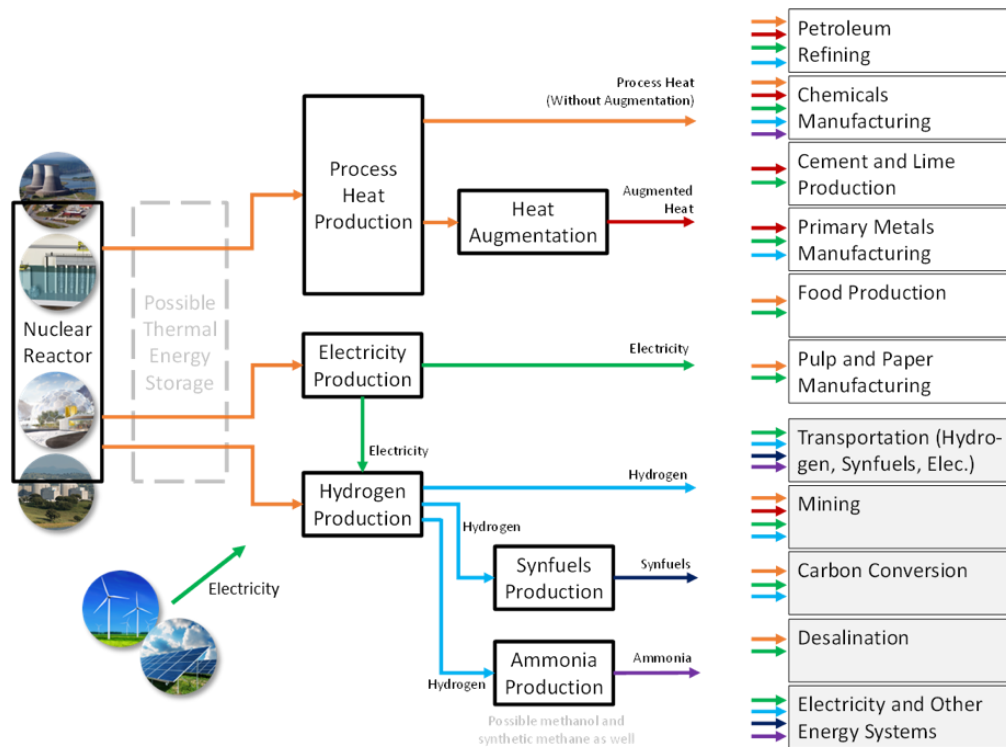 Process Heat
(Without Augmentation)
Process
Heat
Production
Augmented
Heat
Heat
Augmentation
Nuclear
Reactor
Possible
Thermal
Energy
Storage
Electricity
Production
Electricity
Electricity
Hydrogen
Production
Hydrogen
Hydrogen
Synfuels
Production
Synfuels
Electricity
Hydrogen
Ammonia
Production
Ammonia
Possible methanol and
synthetic methane as well
Petroleum
Refining
Chemicals
Manufacturing
Cement and Lime
Production
Primary Metals
Manufacturing
Food Production
Pulp and Paper
Manufacturing
Transportation (Hydro-
gen, Synfuels, Elec.)
Mining
Carbon Conversion
Desalination
Electricity and Other
Energy Systems